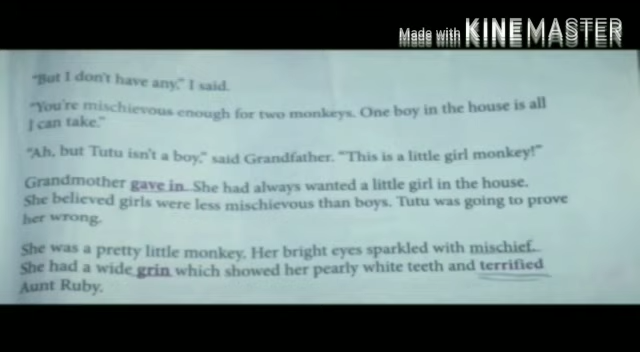 Made with KINEMASTER
"But I don't have any," I said.
"You're mischievous enough for two monkeys. One boy in the house is all
I can take."
"Ah, but Tutu isn't a boy," said Grandfather. "This is a little girl monkey!"
Grandmother gave in. She had always wanted a little girl in the house.
She believed girls were less mischievous than boys. Tutu was going to prove
her wrong.
She was a pretty little monkey. Her bright eyes sparkled with mischief.
She had a wide grin which showed her pearly white teeth and terrified
Aunt Ruby.